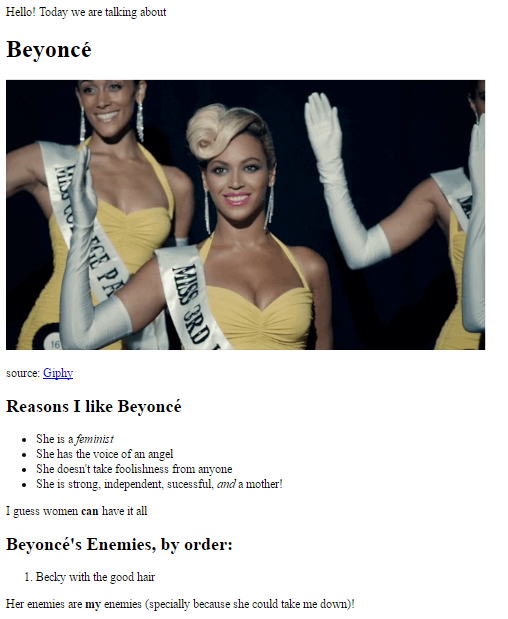 Hello! Today we are talking about
Beyoncé
MISS 3RD
16
source: Giphy
Reasons I like Beyoncé
She is a feminist
She has the voice of an angel
She doesn't take foolishness from anyone
She is strong, independent, sucessful, and a mother!
I guess women can have it all
Beyoncé's Enemies, by order:
1. Becky with the good hair
Her enemies are my enemies (specially because she could take me down)!